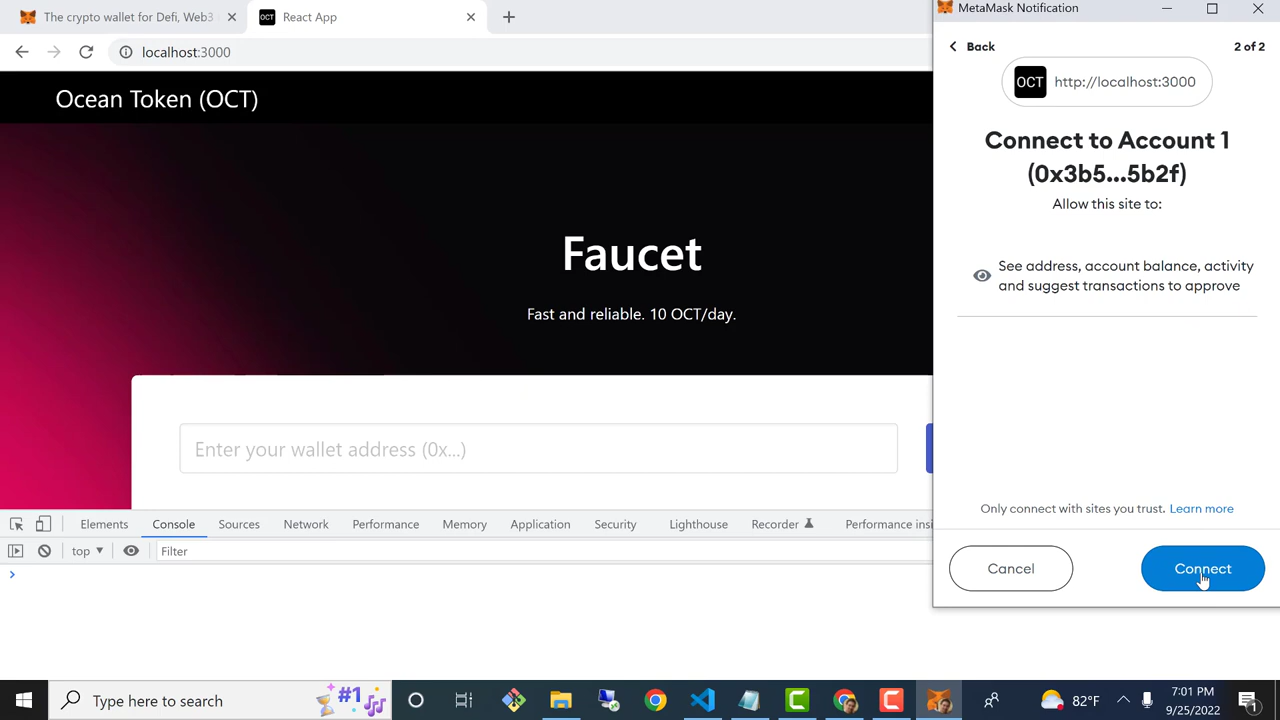 The crypto wallet for Defi, Web3
OCT
React App
localhost:3000
Ocean Token (OCT)
Faucet
Fast and reliable. 10 OCT/day.
Enter your wallet address (0x...)
Elements
Console
Sources
Network
Performance
Memory
Application
Security
Lighthouse
Recorder
Performance insi
top
Filter
MetaMask Notification
Back
2 of 2
OCT
http://localhost:3000
Connect to Account 1
(0x3b5...5b2f)
Allow this site to:
See address, account balance, activity
and suggest transactions to approve
Only connect with sites you trust. Learn more
Cancel
Connect
Type here to search
#1
82°F
7:01 PM
9/25/2022
1